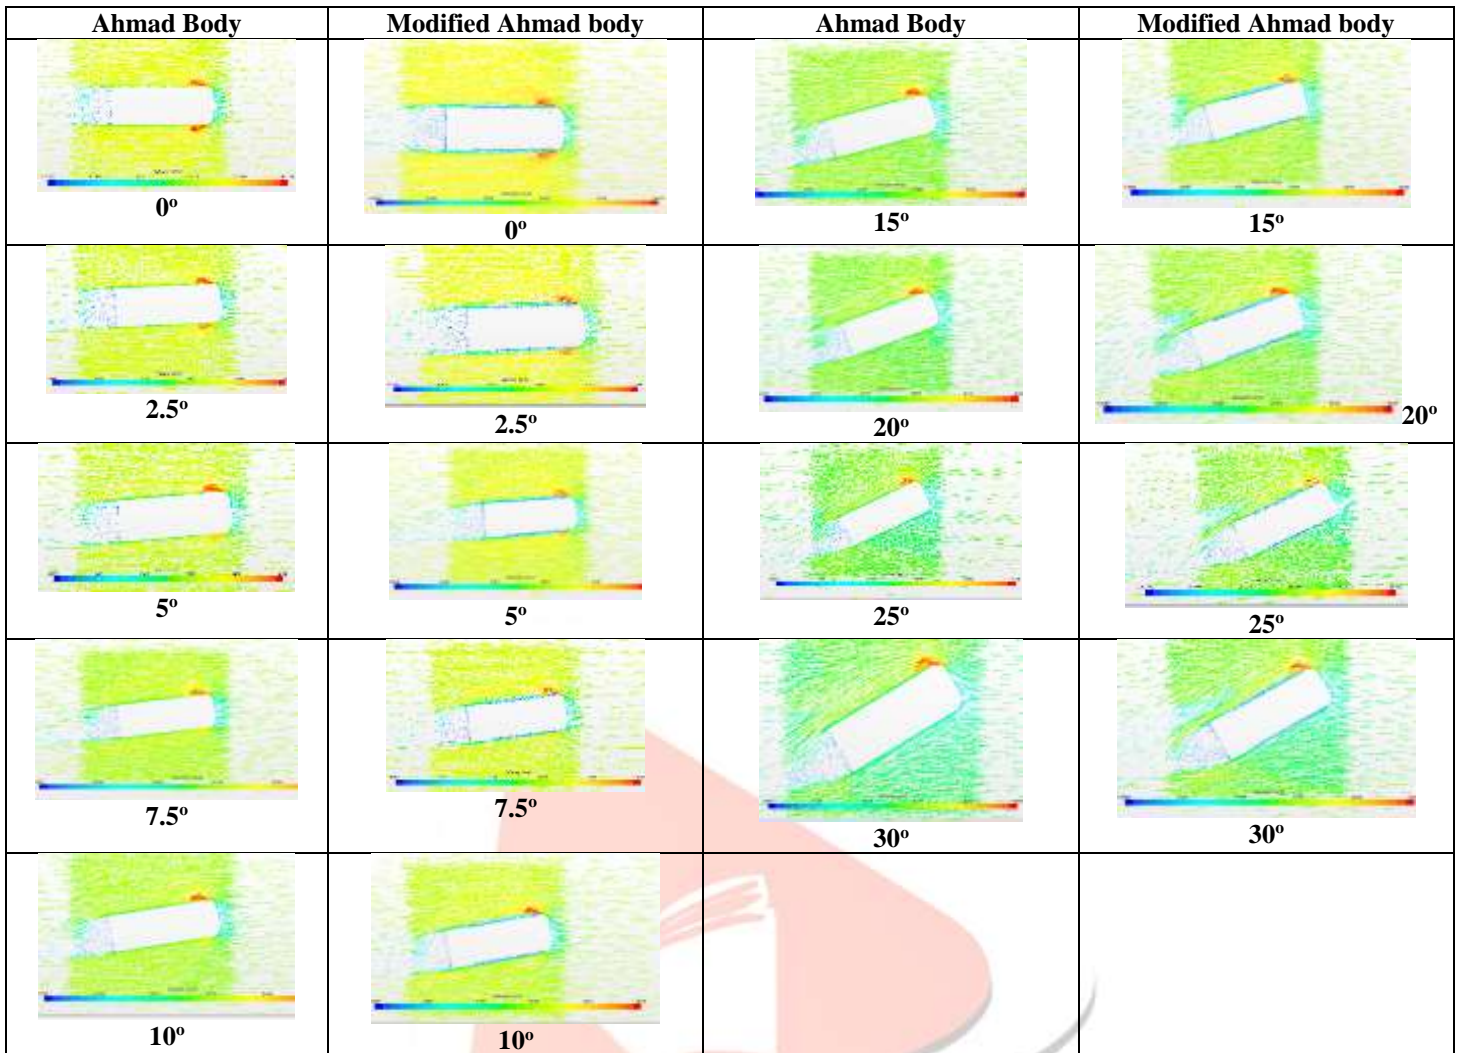 Ahmad Body Modified Ahmad body Ahmad Body Modified Ahmad body
0º 0º 15º 15º
2.5º 2.5º 20º 20º
5º 5º 25º 25º
7.5º 7.5º 30º 30º
10º 10º